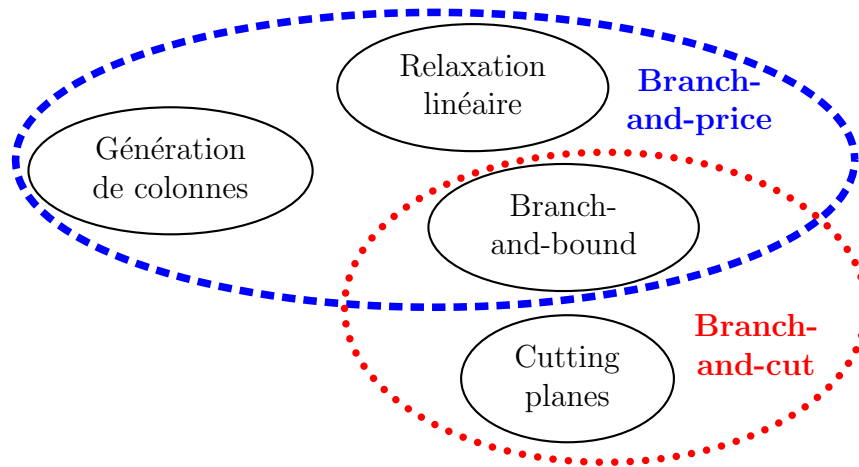 Relaxation
linéaire
Branch-
and-price
Génération
de colonnes
Branch-
and-bound
Branch-
and-cut
Cutting
planes